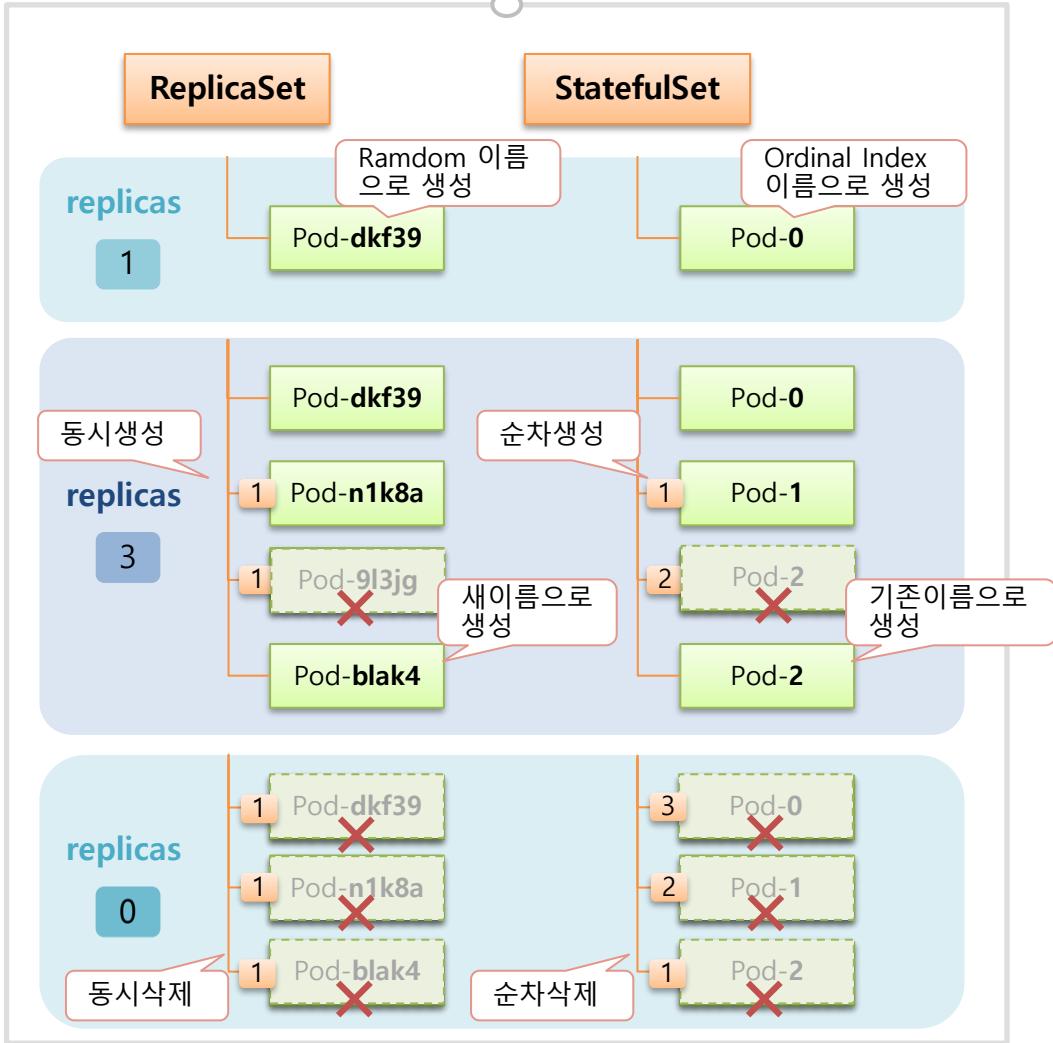 ReplicaSet
StatefulSet
Ramdom 이름
으로 생성
Ordinal Index
이름으로 생성
replicas
1
Pod-dkf39
Pod-0
Pod-dkf39
Pod-0
동시생성
순차생성
replicas
3
1
Pod-n1k8a
1
Pod-1
1
Pod-9l3jg
2
Pod-2
새이름으로
생성
기존이름으로
생성
Pod-blak4
Pod-2
replicas
0
1
Pod-dkf39
3
Pod-0
1
Pod-n1k8a
2
Pod-1
1
Pod-blak4
1
Pod-2
동시삭제
순차삭제